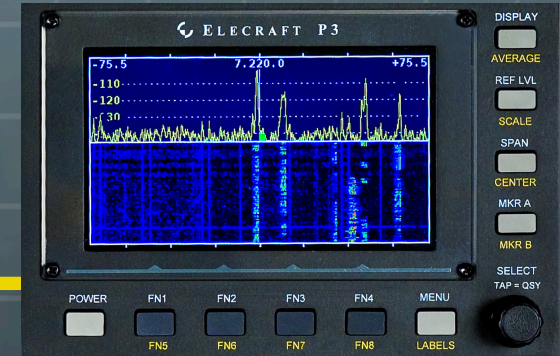 ELECRAFT P3
-75.5 7.220.0 +75.5
-110
-120
30
DISPLAY
AVERAGE
REF LVL
SCALE
SPAN
CENTER
MKR A
MKR B
SELECT
TAP = QSY
POWER FN1 FN2 FN3 FN4 MENU
FN5 FN6 FN7 FN8 LABELS